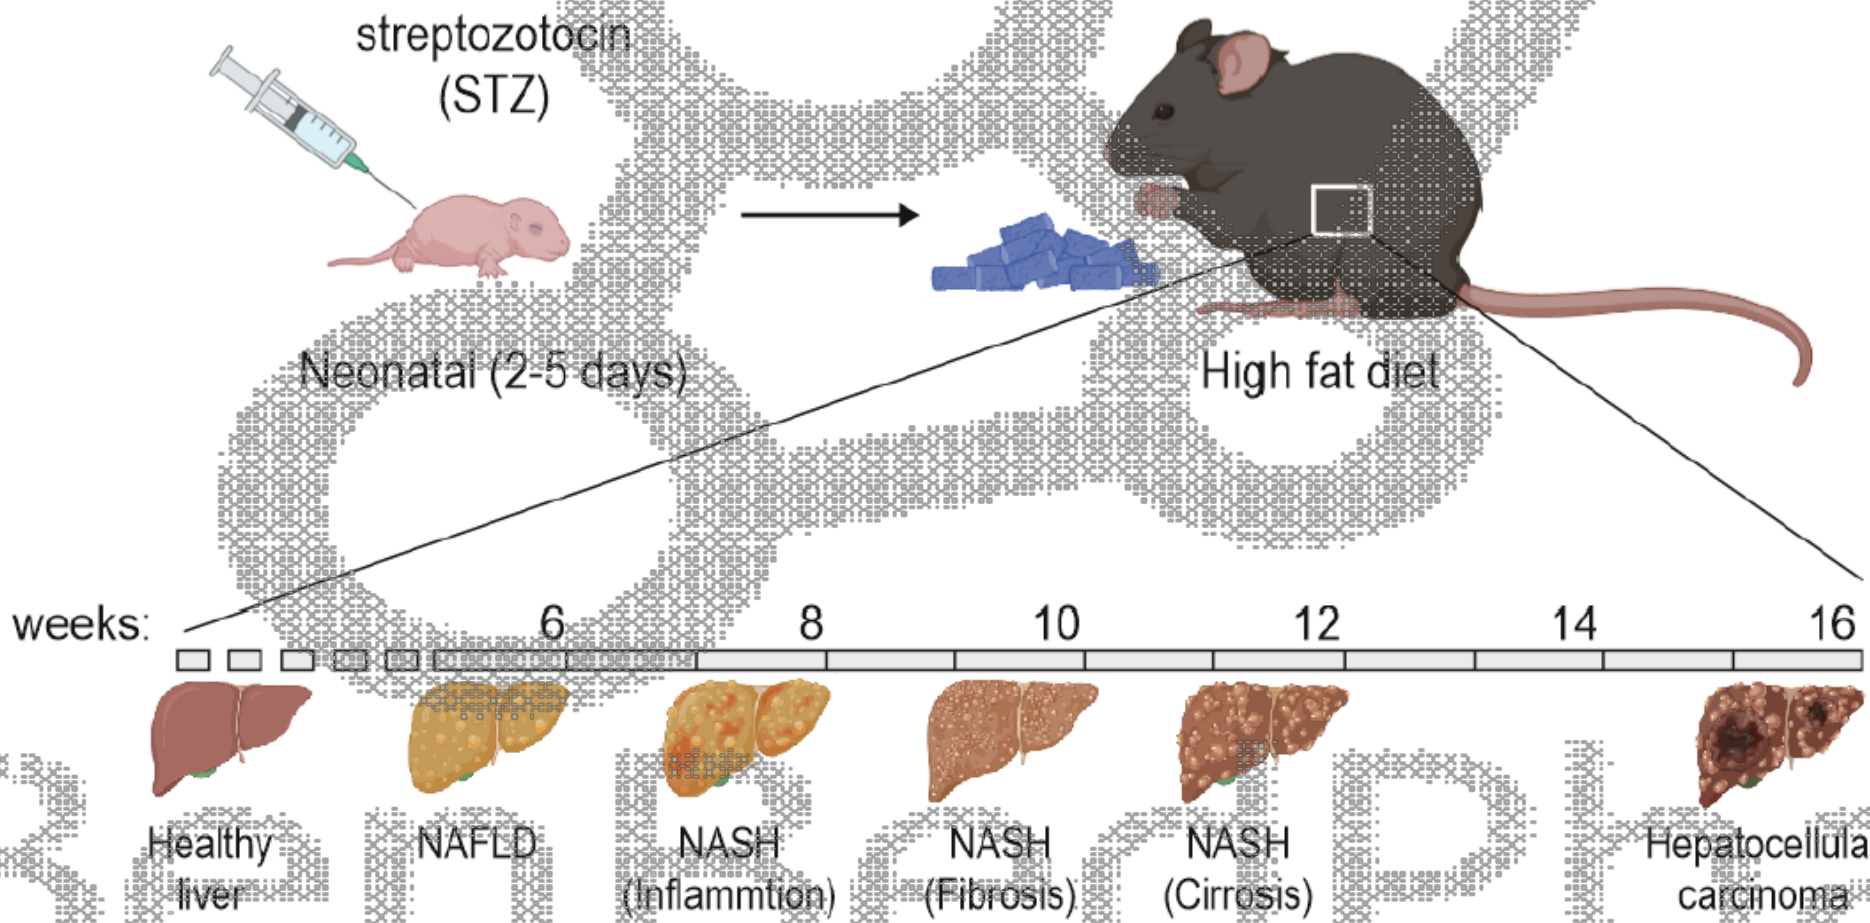 streptozotocin
(STZ)
Neonatal (2-5 days)
High fat diet
weeks: 6 8 10 12 14 16
Healthy
liver
NAFLD
NASH
(Inflammtion)
NASH
(Fibrosis)
NASH
(Cirrosis)
Hepatocellula
carcinoma